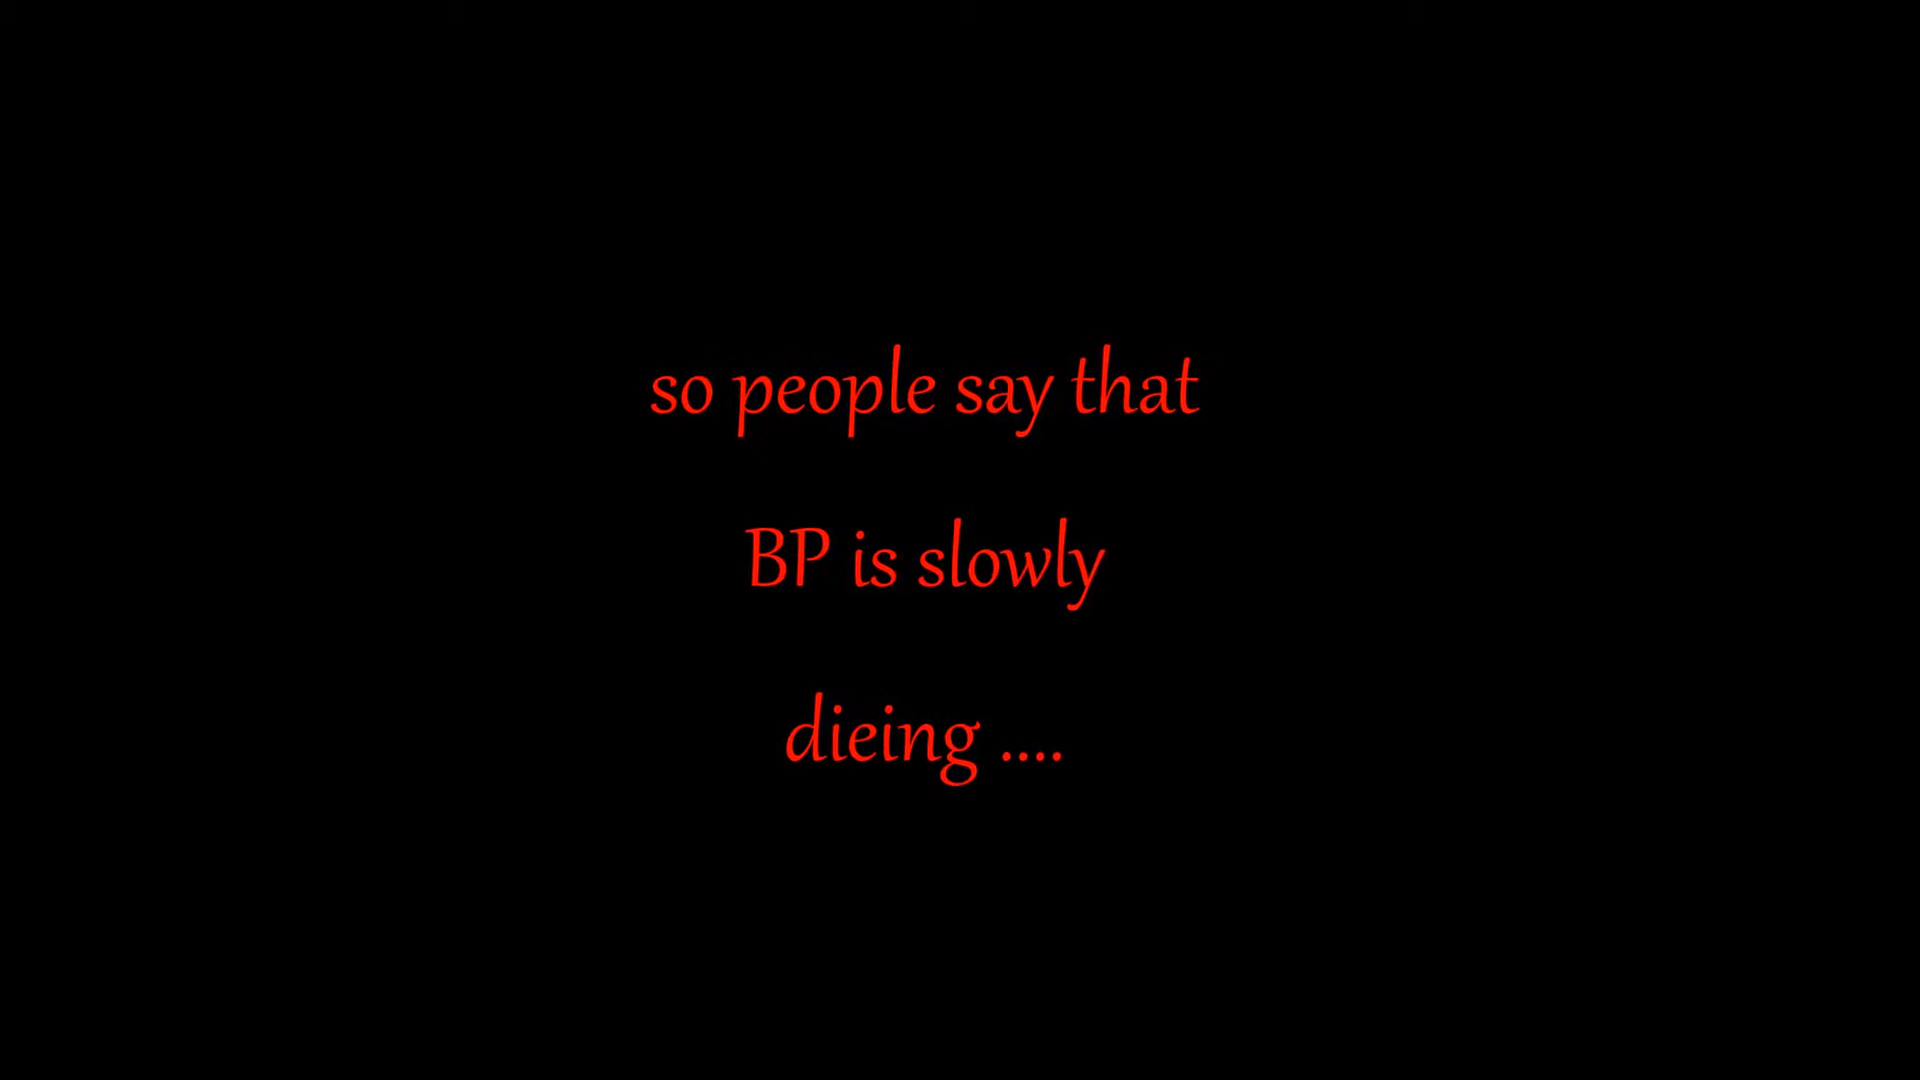 so people say that
BP is slowly
dieing ....